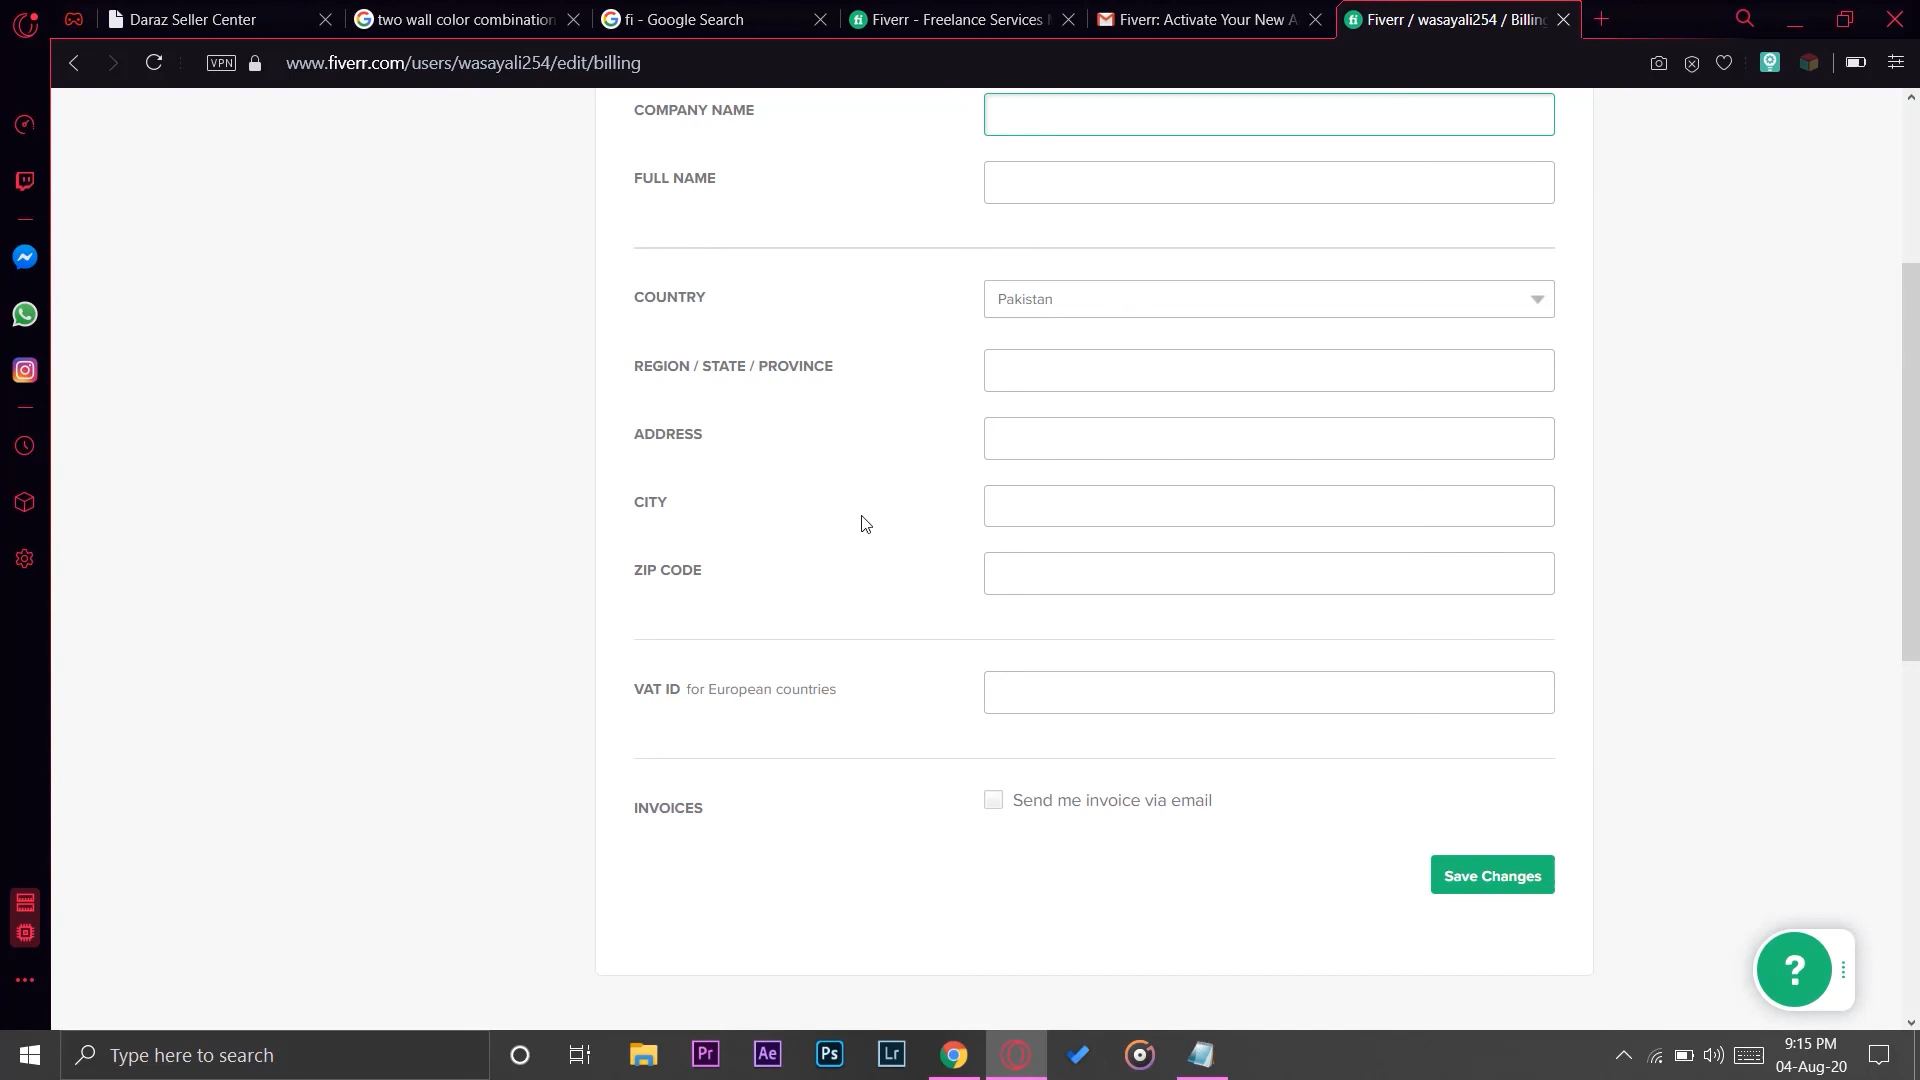 Daraz Seller Center
two wall color combination
fi - Google Search
Fiverr - Freelance Services
Fiverr: Activate Your New A
Fiverr / wasayali254 / Billing
VPN
www.fiverr.com/users/wasayali254/edit/billing
COMPANY NAME
FULL NAME
COUNTRY
Pakistan
REGION / STATE / PROVINCE
ADDRESS
CITY
ZIP CODE
VAT ID for European countries
INVOICES
Send me invoice via email
Save Changes
?
Type here to search
Pr
Ae
Ps
Lr
9:15 PM
04-Aug-20